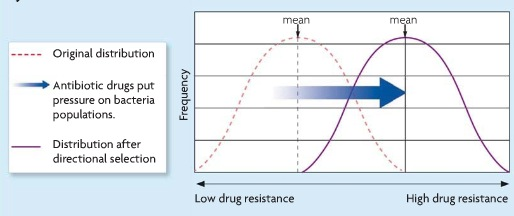 mean
mean
Original distribution
Antibiotic drugs put
pressure on bacteria
populations.
Distribution after
directional selection
Frequency
Low drug resistance
High drug resistance